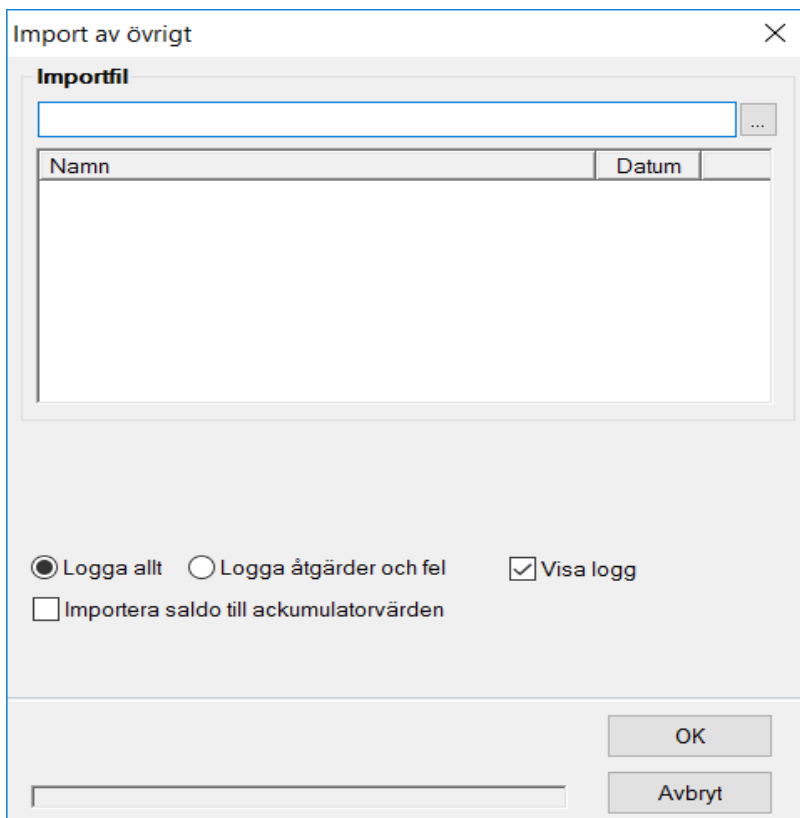 Import av övrigt
Importfil
...
Namn Datum
Logga allt Logga åtgärder och fel Visa logg
Importera saldo till ackumulatorvärden
OK
Avbryt